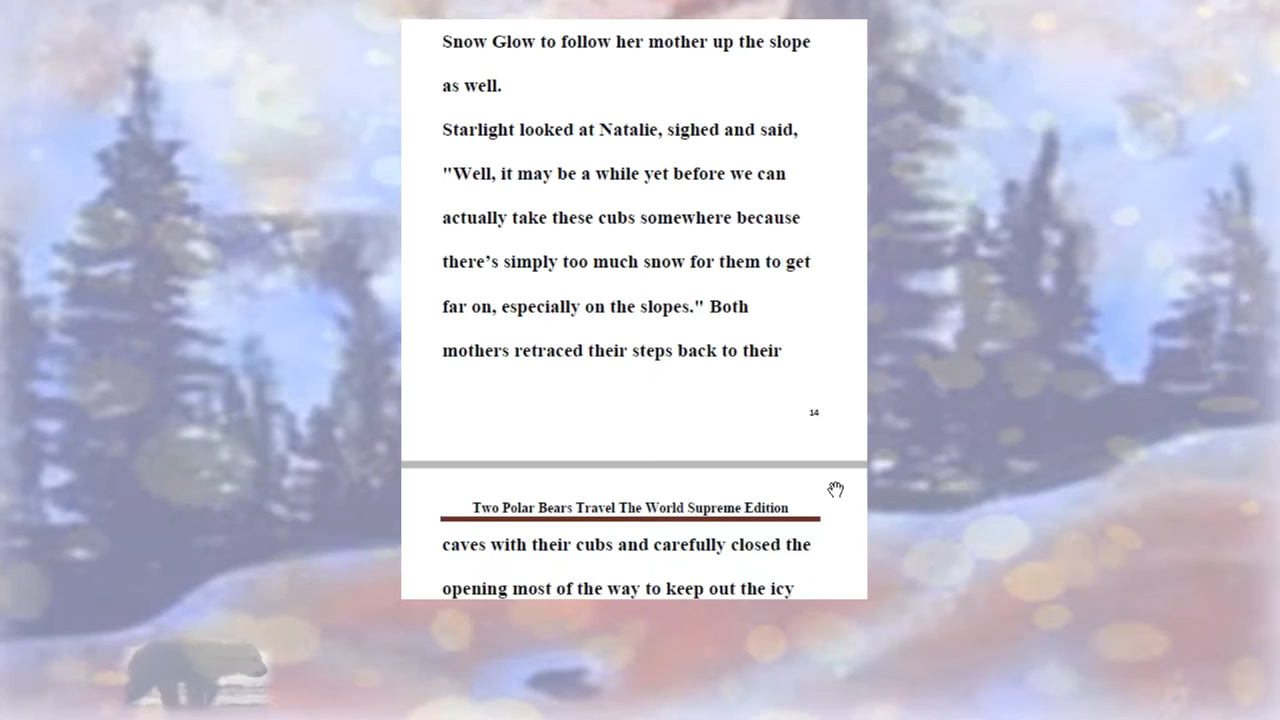 Snow Glow to follow her mother up the slope
as well.
Starlight looked at Natalie, sighed and said,
"Well, it may be a while yet before we can
actually take these cubs somewhere because
there’s simply too much snow for them to get
far on, especially on the slopes." Both
mothers retraced their steps back to their
14
Two Polar Bears Travel The World Supreme Edition
caves with their cubs and carefully closed the
opening most of the way to keep out the icy